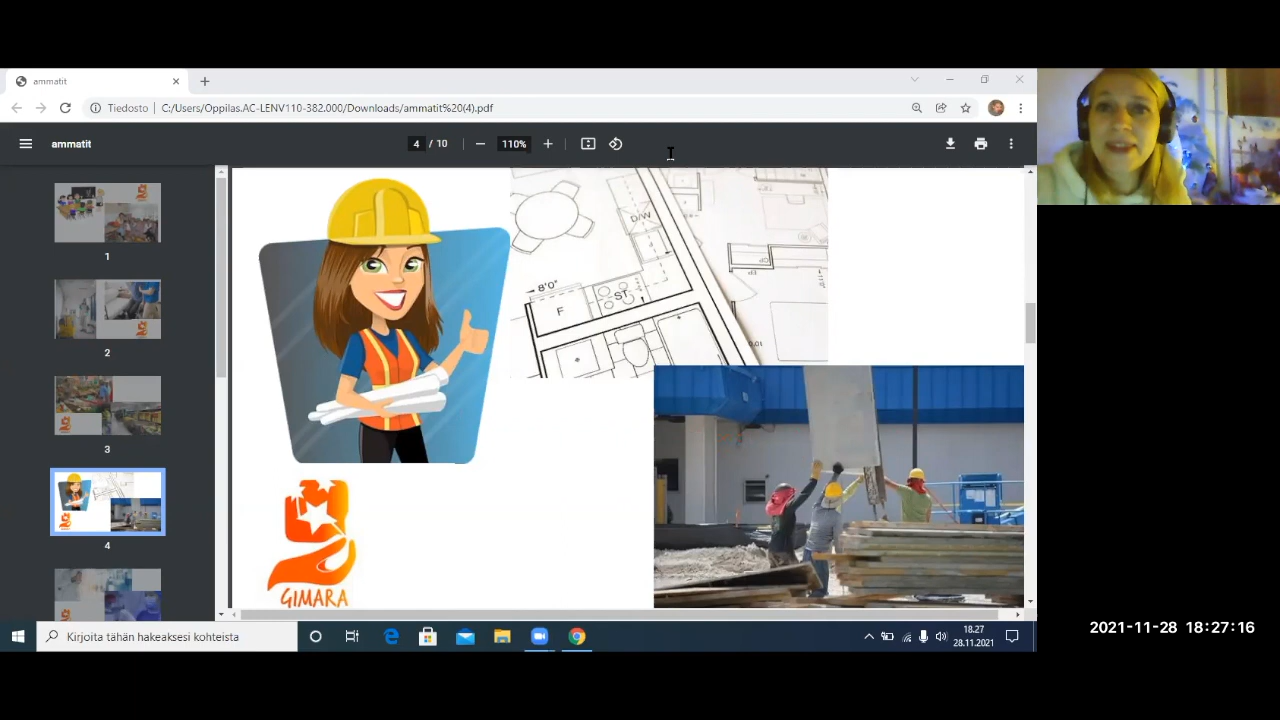 ammatit
Tiedosto
C:/Users/Oppilas.AC-LENV110-382.000/Downloads/ammatit%20(4).pdf
ammatit
4 / 10
110%
1
2
3
4
D/W
8'0"
F
ST
GIMARA
Kirjoita tähän hakeaksesi kohteista
18.27
28.11.2021
2021-11-28 18:27:16